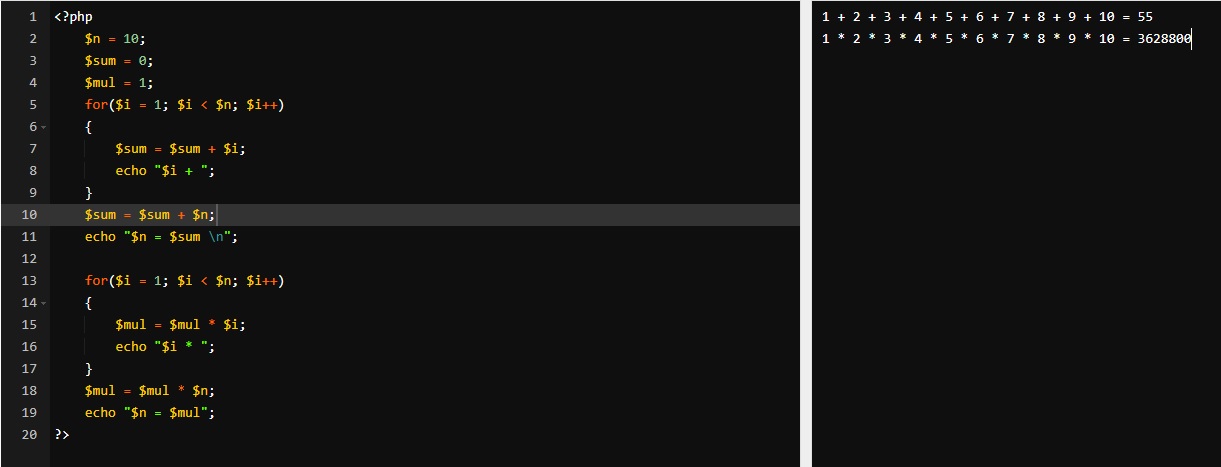 1 <?php
2 $n = 10;
3 $sum = 0;
4 $mul = 1;
5 for($i = 1; $i < $n; $i++)
6 {
7 $sum = $sum + $i;
8 echo "$i + ";
9 }
10 $sum = $sum + $n;
11 echo "$n = $sum \n";
12
13 for($i = 1; $i < $n; $i++)
14 {
15 $mul = $mul * $i;
16 echo "$i * ";
17 }
18 $mul = $mul * $n;
19 echo "$n = $mul";
20 ?>
1 + 2 + 3 + 4 + 5 + 6 + 7 + 8 + 9 + 10 = 55
1 * 2 * 3 * 4 * 5 * 6 * 7 * 8 * 9 * 10 = 3628800